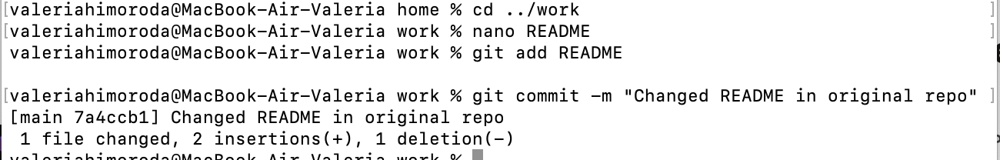 [valeriahimoroda@MacBook-Air-Valeria home % cd ../work ]
[valeriahimoroda@MacBook-Air-Valeria work % nano README ]
valeriahimoroda@MacBook-Air-Valeria work % git add README
[valeriahimoroda@MacBook-Air-Valeria work % git commit -m "Changed README in original repo" ]
[main 7a4ccb1] Changed README in original repo
1 file changed, 2 insertions(+), 1 deletion(-)
valeriahimoroda@MacBook-Air-Valeria work %